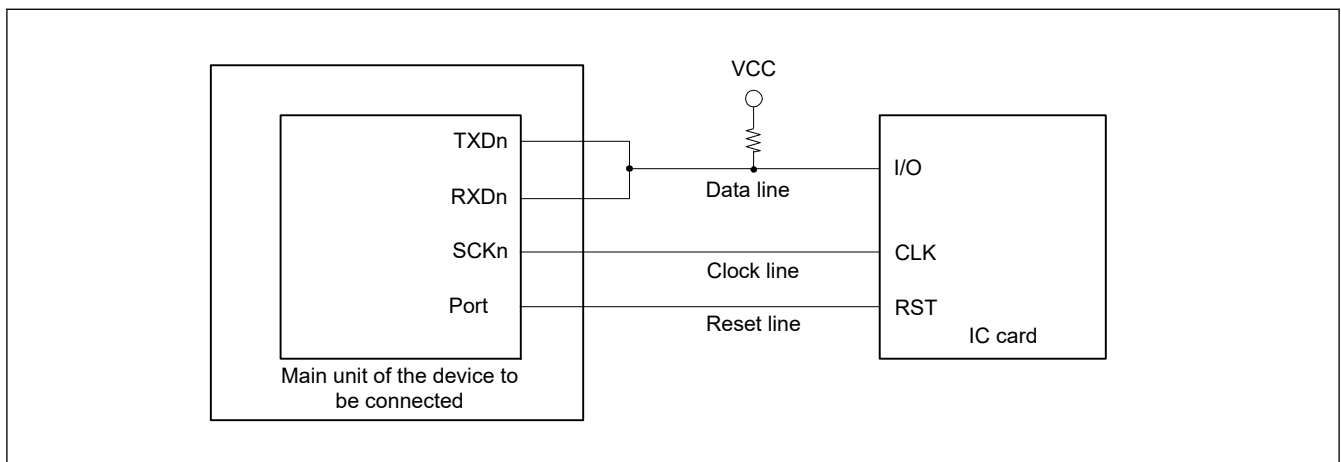 VCC
TXDn
RXDn
SCKn
Port
Data line
Clock line
Reset line
I/O
CLK
RST
IC card
Main unit of the device to
be connected